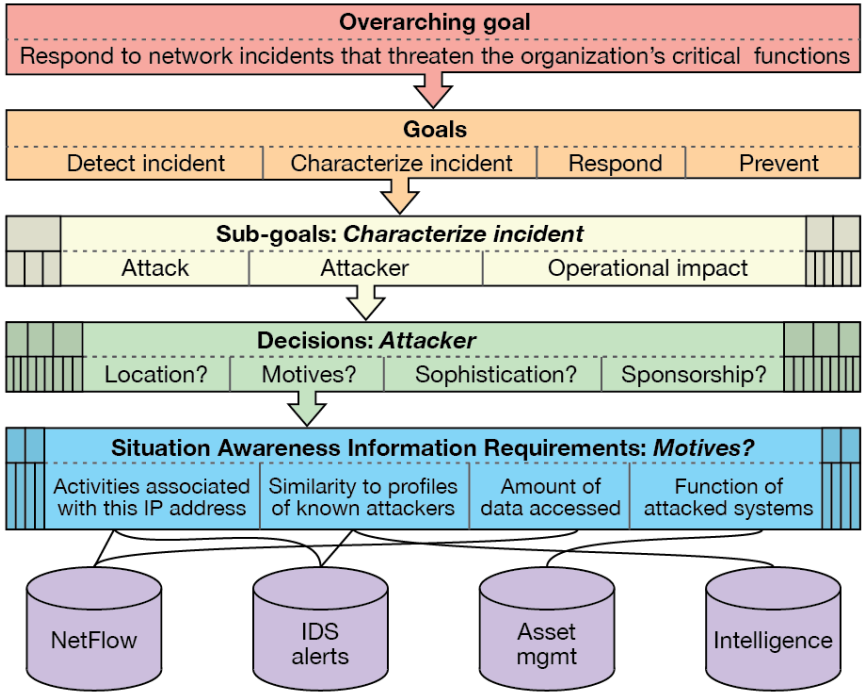 Overarching goal
Respond to network incidents that threaten the organization's critical functions
Goals
Detect incident
Characterize incident
Respond
Prevent
Sub-goals: Characterize incident
Attack
Attacker
Operational impact
Decisions: Attacker
Location?
Motives?
Sophistication?
Sponsorship?
Situation Awareness Information Requirements: Motives?
Activities associated
with this IP address
Similarity to profiles
of known attackers
Amount of
data accessed
Function of
attacked systems
NetFlow
IDS
alerts
Asset
mgmt
Intelligence